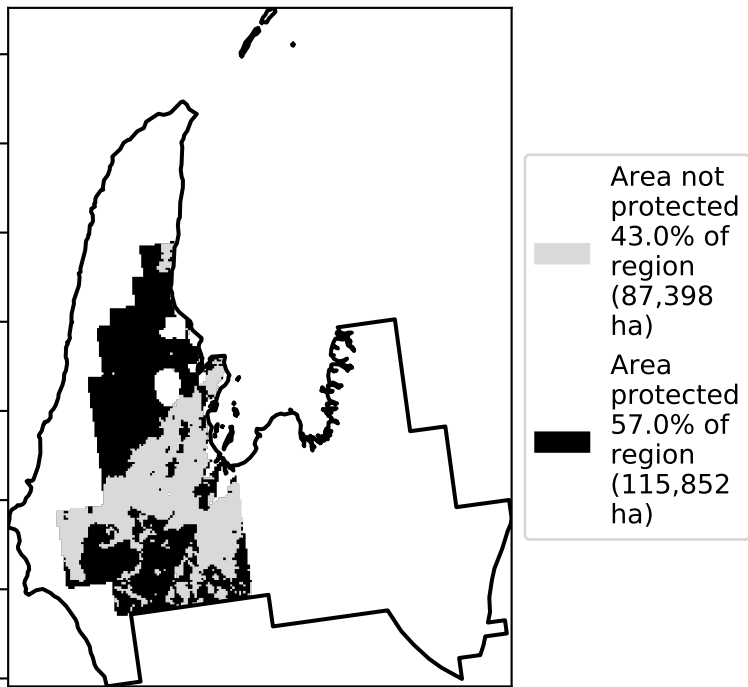 Area not
protected
43.0% of
region
(87,398
ha)
Area
protected
57.0% of
region
(115,852
ha)